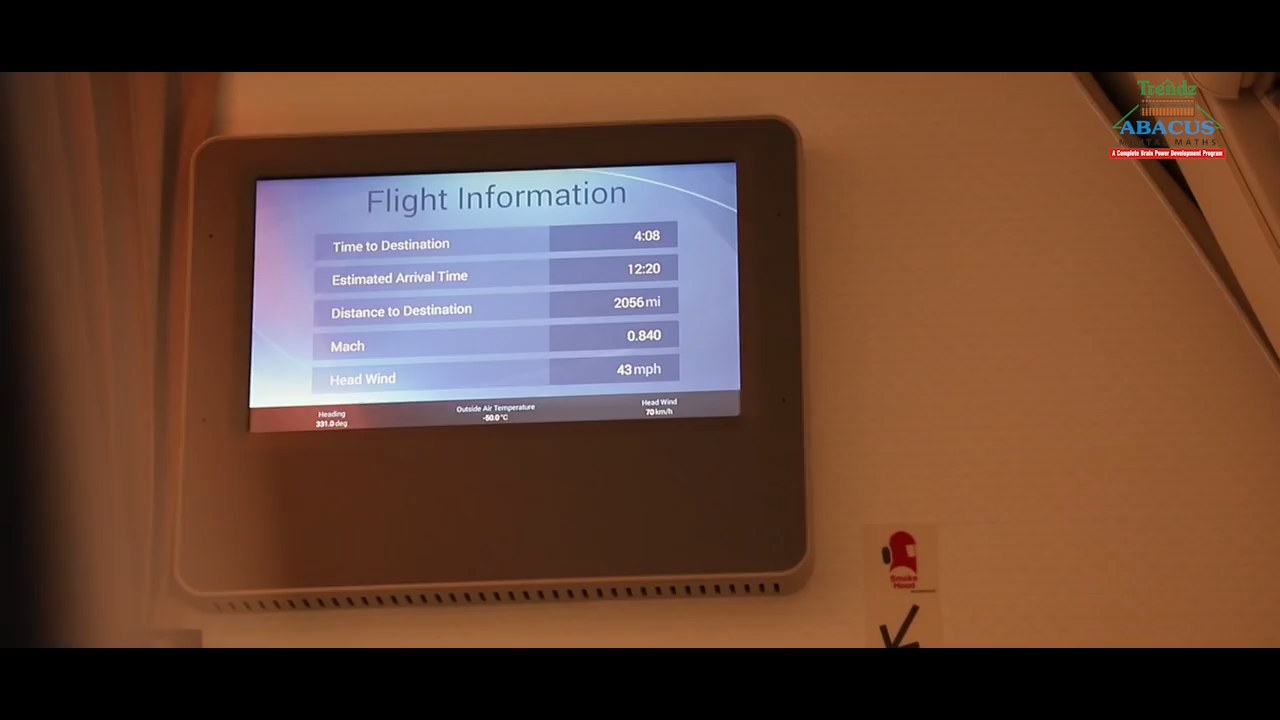 Trendz
ABACUS
MENTAL MATHS
A Complete Brain Power Development Program
Flight Information
Time to Destination 4:08
Estimated Arrival Time 12:20
Distance to Destination 2056 mi
Mach 0.840
Head Wind 43 mph
Heading Outside Air Temperature Head Wind
331.0 deg -50.0 °C 70 km/h
Smoke
Hood